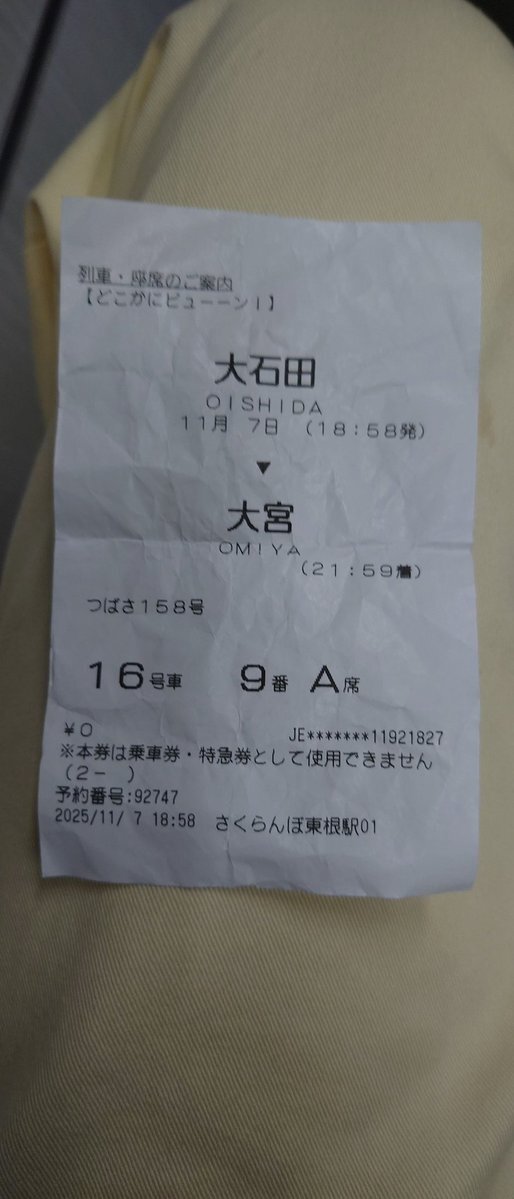 列車・座席のご案内
【どこかにビューーン！】
大石田
OISHIDA
11月 7日 (18:58発)
▼
大宮
OMIYA
(21:59着)
つばさ158号
16号車 9番 A席
¥0 JE*******11921827
※本券は乗車券・特急券として使用できません
(2- )
予約番号:92747
2025/11/ 7 18:58 さくらんぼ東根駅01